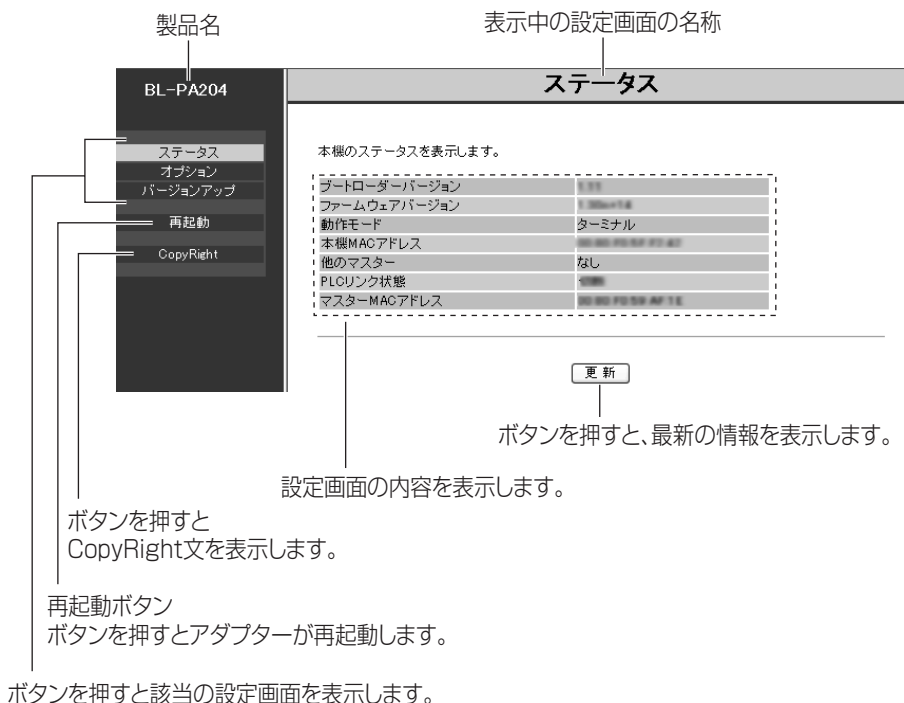 製品名
表示中の設定画面の名称
BL-PA204
ステータス
ステータス
オプション
バージョンアップ
再起動
CopyRight
本機のステータスを表示します。
ブートローダーバージョン
ファームウェアバージョン
動作モード ターミナル
本機MACアドレス
他のマスター なし
PLCリンク状態
マスターMACアドレス
更新
ボタンを押すと、最新の情報を表示します。
設定画面の内容を表示します。
ボタンを押すと
CopyRight文を表示します。
再起動ボタン
ボタンを押すとアダプターが再起動します。
ボタンを押すと該当の設定画面を表示します。